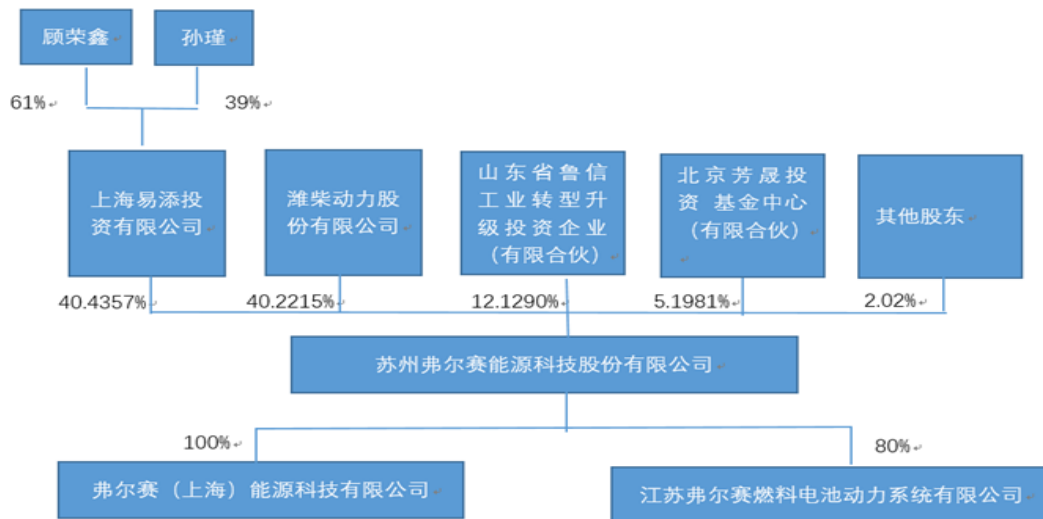 顾荣鑫
孙瑾
61%
39%
上海易添投
资有限公司
潍柴动力股
份有限公司
山东省鲁信
工业转型升
级投资企业
（有限合伙）
北京芳晟投
资 基金中心
（有限合伙）
其他股东
40.4357%
40.2215%
12.1290%
5.1981%
2.02%
苏州弗尔赛能源科技股份有限公司
100%
80%
弗尔赛（上海）能源科技有限公司
江苏弗尔赛燃料电池动力系统有限公司